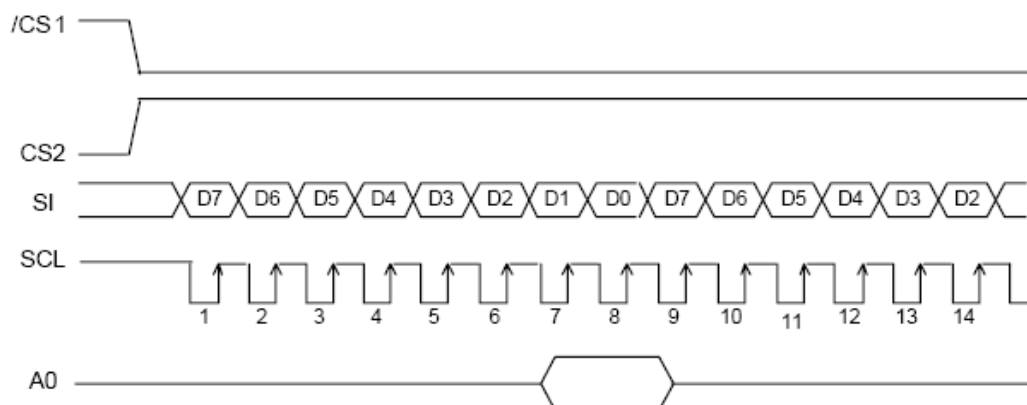 /CS1
CS2
SI D7 D6 D5 D4 D3 D2 D1 D0 D7 D6 D5 D4 D3 D2
SCL
1 2 3 4 5 6 7 8 9 10 11 12 13 14
A0